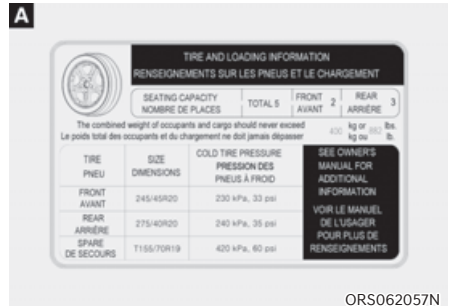 A
TIRE AND LOADING INFORMATION
RENSEIGNEMENTS SUR LES PNEUS ET LE CHARGEMENT
SEATING CAPACITY
NOMBRE DE PLACES
TOTAL 5
FRONT
AVANT
2
REAR
ARRIÈRE
3
The combined weight of occupants and cargo should never exceed
Le poids total des occupants et du chargement ne doit jamais dépasser
400 kg or 882 lbs.
kg ou lb.
TIRE
PNEU
SIZE
DIMENSIONS
COLD TIRE PRESSURE
PRESSION DES
PNEUS À FROID
SEE OWNER'S
MANUAL FOR
ADDITIONAL
INFORMATION
VOIR LE MANUEL
DE L'USAGER
POUR PLUS DE
RENSEIGNEMENTS
FRONT
AVANT
245/45R20
230 kPa, 33 psi
REAR
ARRIÈRE
275/40R20
240 kPa, 35 psi
SPARE
DE SECOURS
T155/70R19
420 kPa, 60 psi
ORS062057N